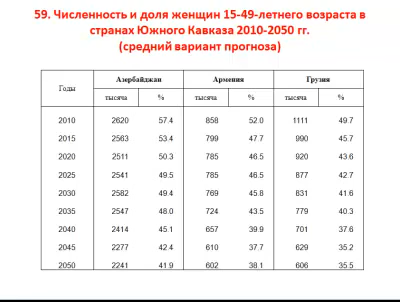 59. Численность и доля женщин 15-49-летнего возраста в
странах Южного Кавказа 2010-2050 гг.
(средний вариант прогноза)
Годы Азербайджан Армения Грузия
тысяча % тысяча % тысяча %
2010 2620 57.4 858 52.0 1111 49.7
2015 2563 53.4 799 47.7 990 45.7
2020 2511 50.3 785 46.5 920 43.6
2025 2541 49.5 785 46.5 877 42.7
2030 2582 49.4 769 45.8 831 41.6
2035 2547 48.0 724 43.5 779 40.3
2040 2414 45.1 657 39.9 701 37.6
2045 2277 42.4 610 37.7 629 35.2
2050 2241 41.9 602 38.1 606 35.5